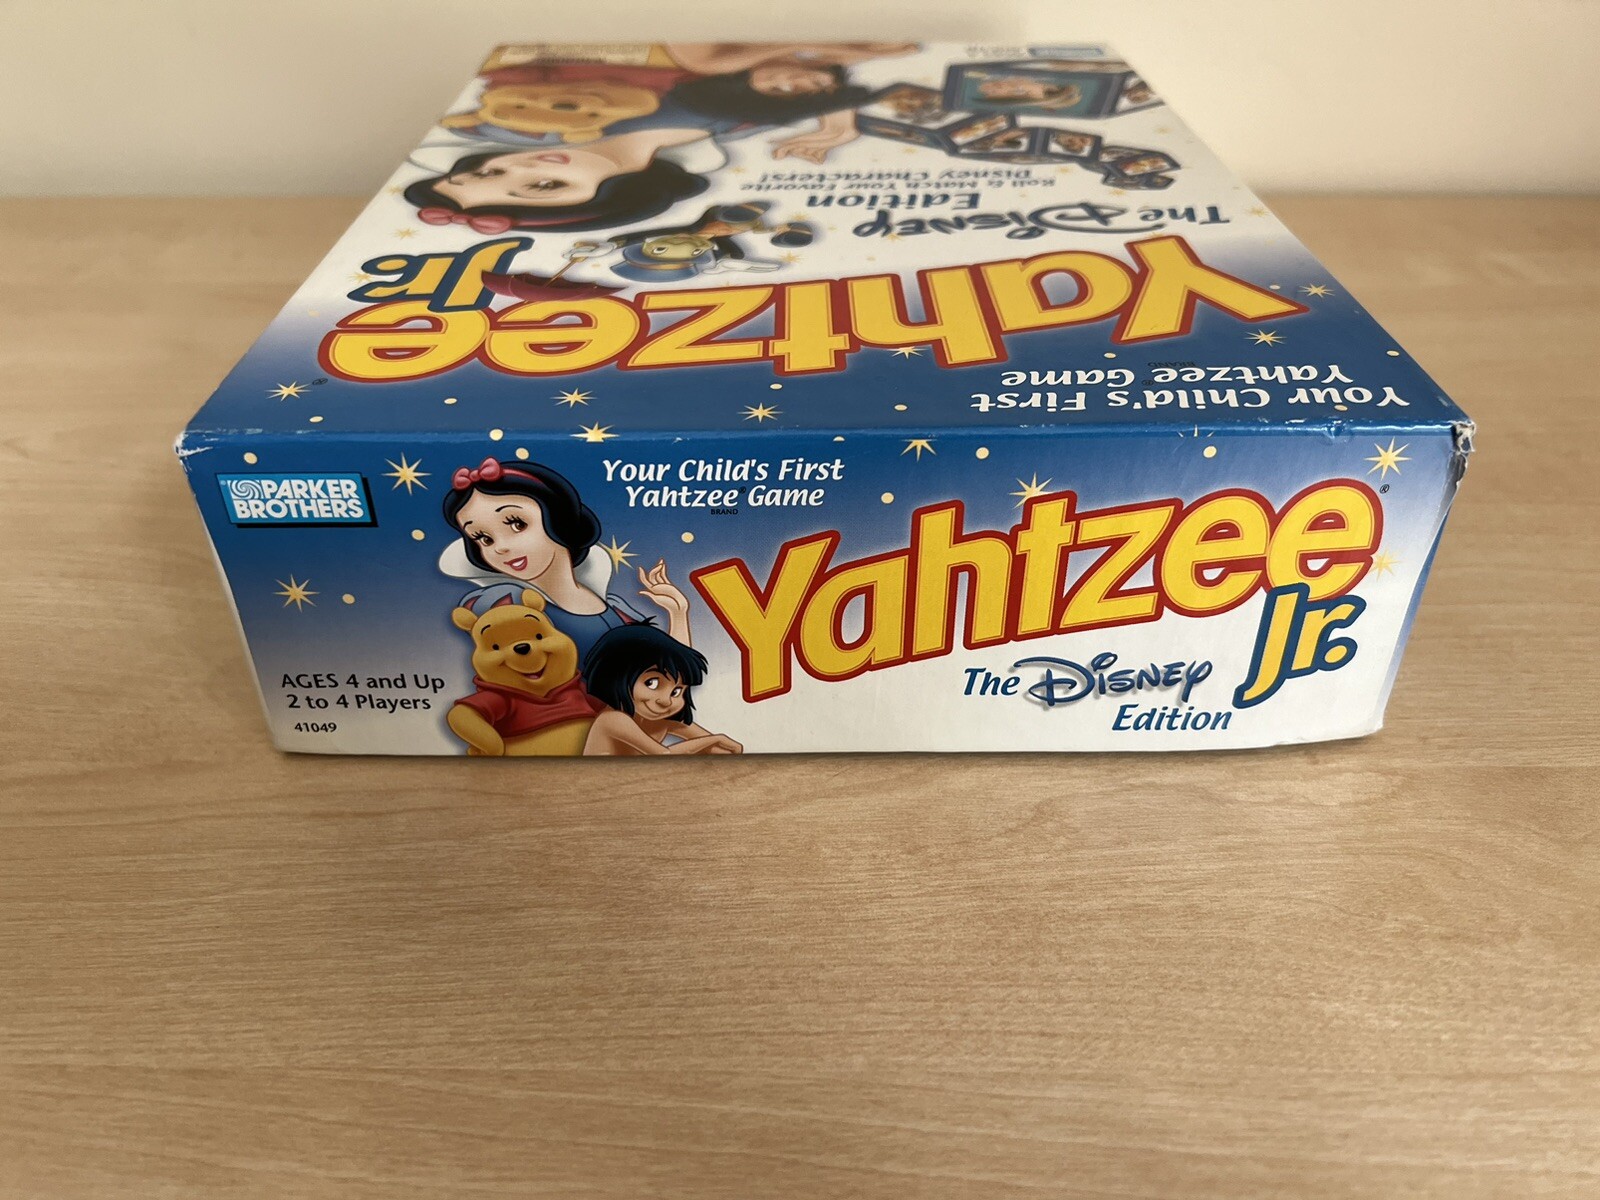 PARKER
BROTHERS
Your Child's First
Yahtzee® Game
BRAND
Yahtzee®
Jr.
The Disney
Edition
AGES 4 and Up
2 to 4 Players
41049
Your Child's First
Yahtzee® Game
BRAND
Yahtzee®
Jr.
The Disney
Edition
Roll & Match Your Favorite
Disney Characters!